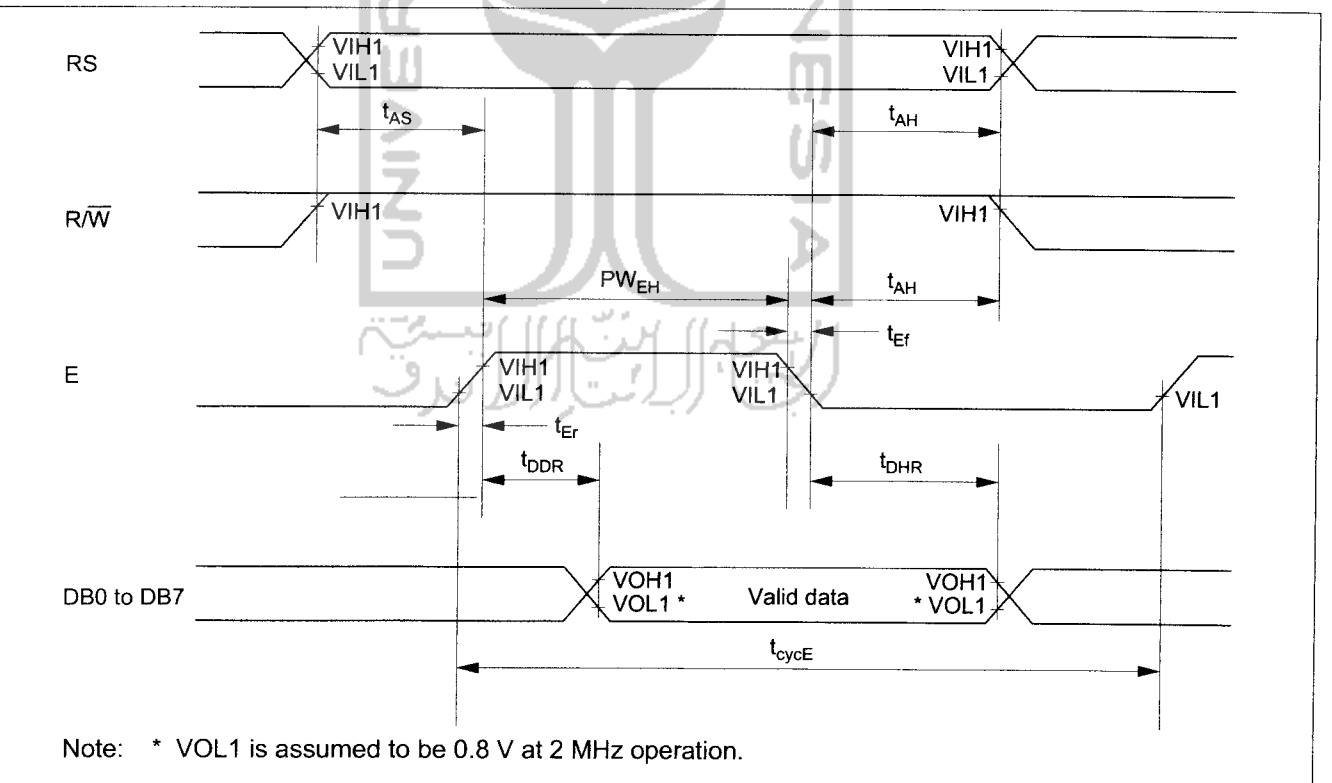 RS
VIH1
VIL1
VIH1
VIL1
tAS
tAH
R/W̅
VIH1
VIH1
PWEH
tAH
tEf
E
VIH1
VIL1
VIH1
VIL1
VIL1
tEr
tDDR
tDHR
DB0 to DB7
VOH1
VOL1 *
Valid data
VOH1
* VOL1
tcycE
Note: * VOL1 is assumed to be 0.8 V at 2 MHz operation.